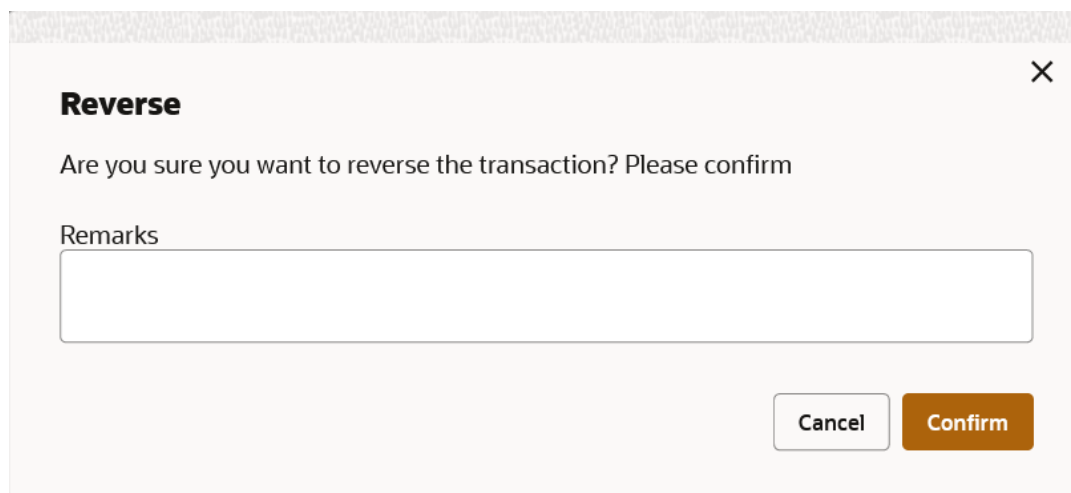 Reverse
Are you sure you want to reverse the transaction? Please confirm
Remarks
Cancel Confirm